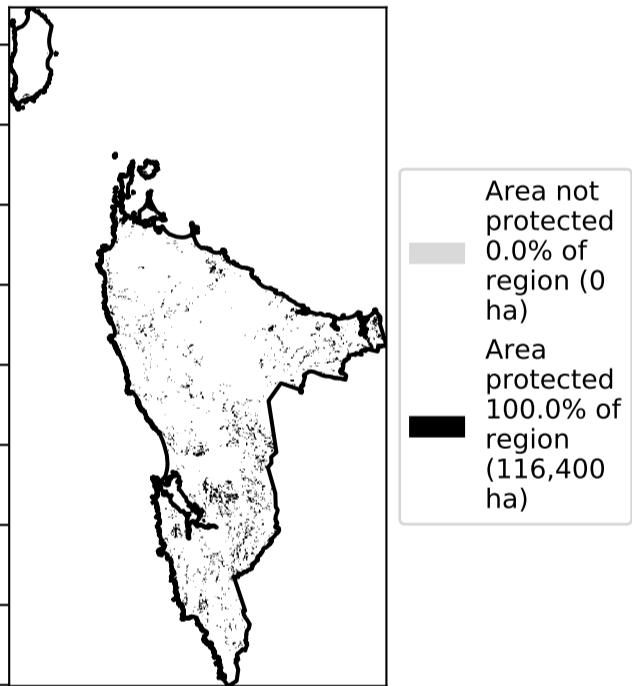 Area not
protected
0.0% of
region (0
ha)
Area
protected
100.0% of
region
(116,400
ha)